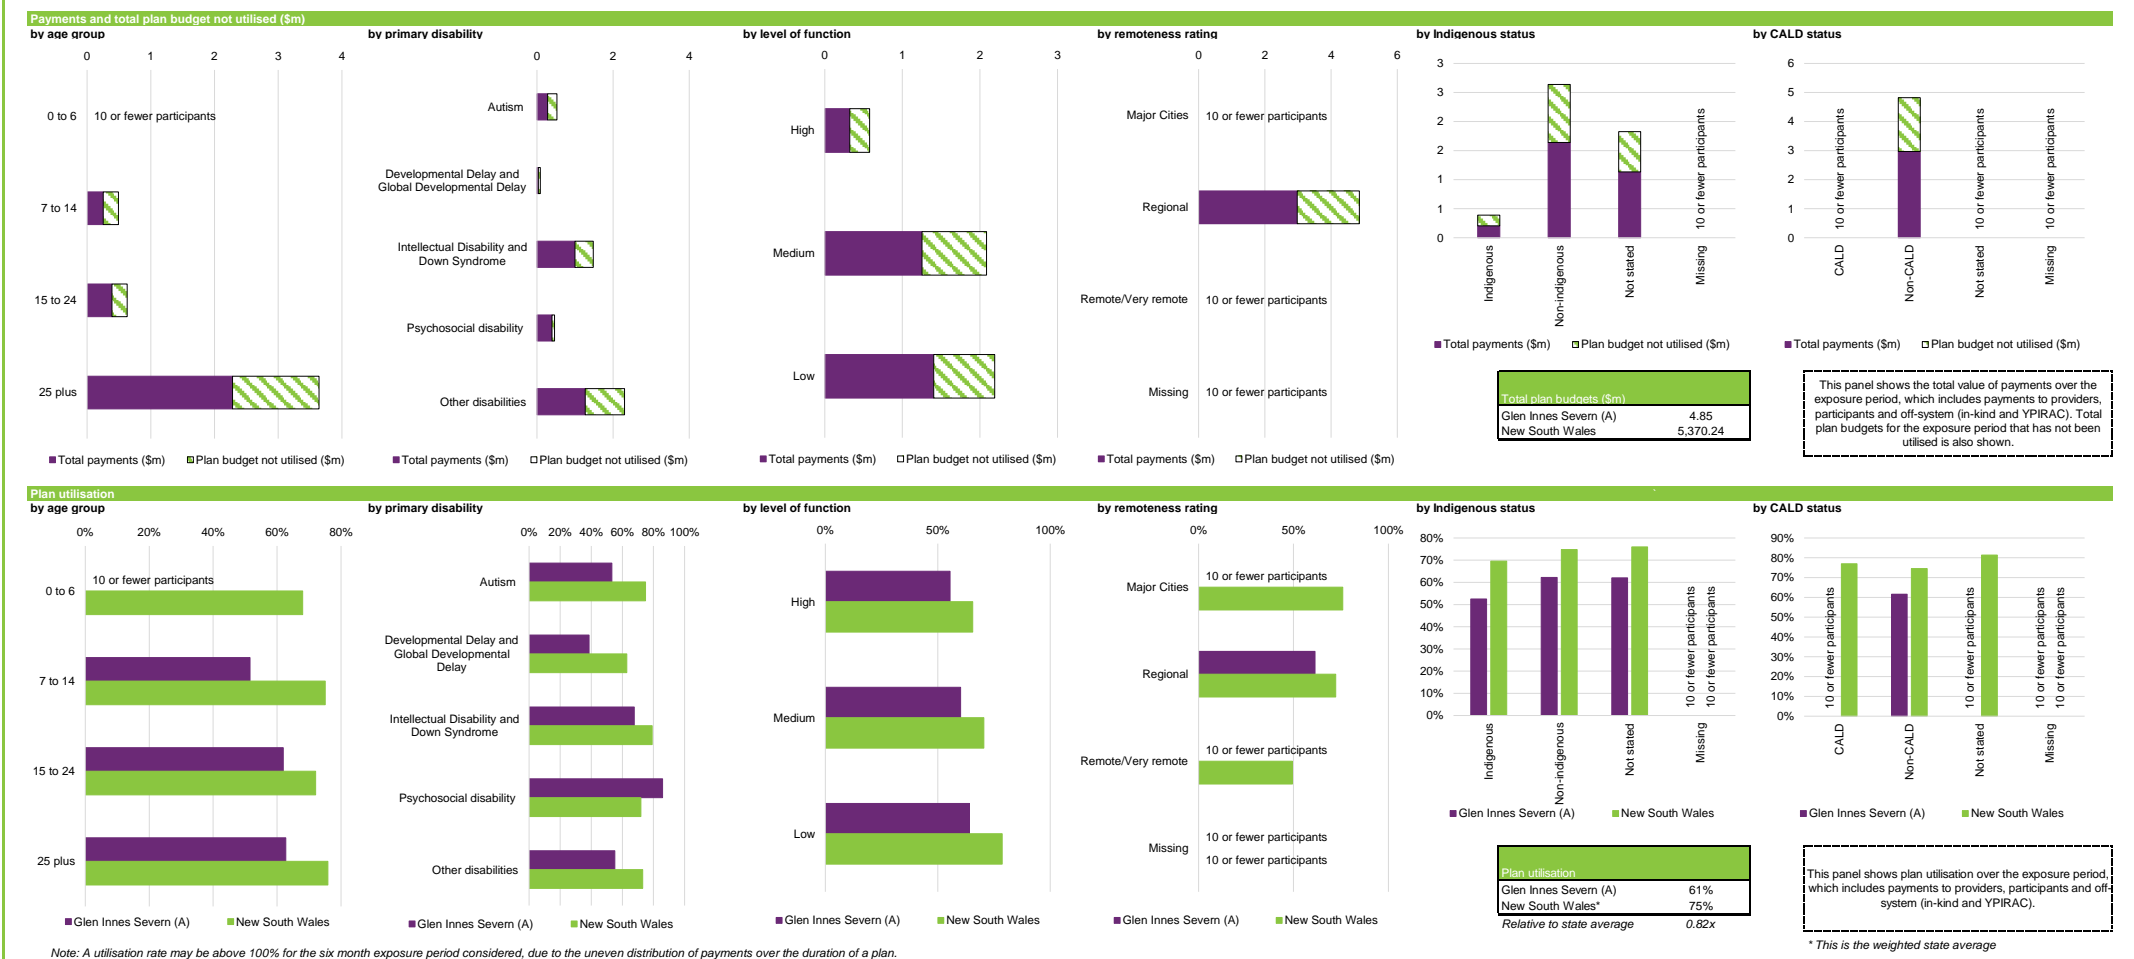 Payments and total plan budget not utilised ($m)
by age group
0 1 2 3 4
0 to 6
10 or fewer participants
7 to 14
15 to 24
25 plus
Total payments ($m) Plan budget not utilised ($m)
by primary disability
0 2 4
Autism
Developmental Delay and
Global Developmental Delay
Intellectual Disability and
Down Syndrome
Psychosocial disability
Other disabilities
Total payments ($m) Plan budget not utilised ($m)
by level of function
0 1 2 3
High
Medium
Low
Total payments ($m) Plan budget not utilised ($m)
by remoteness rating
0 2 4 6
Major Cities
10 or fewer participants
Regional
Remote/Very remote
10 or fewer participants
Missing
10 or fewer participants
Total payments ($m) Plan budget not utilised ($m)
by Indigenous status
3
3
2
2
1
1
0
10 or fewer participants
Indigenous
Non-indigenous
Not stated
Missing
Total payments ($m) Plan budget not utilised ($m)
by CALD status
6
5
4
3
2
1
0
10 or fewer participants
10 or fewer participants
10 or fewer participants
CALD
Non-CALD
Not stated
Missing
Total payments ($m) Plan budget not utilised ($m)
Total plan budgets ($m)
Glen Innes Severn (A) 4.85
New South Wales 5,370.24
This panel shows the total value of payments over the
exposure period, which includes payments to providers,
participants and off-system (in-kind and YPIRAC). Total
plan budgets for the exposure period that has not been
utilised is also shown.
Plan utilisation
by age group
0% 20% 40% 60% 80%
0 to 6
10 or fewer participants
7 to 14
15 to 24
25 plus
Glen Innes Severn (A) New South Wales
by primary disability
0% 20% 40% 60% 80% 100%
Autism
Developmental Delay and
Global Developmental
Delay
Intellectual Disability and
Down Syndrome
Psychosocial disability
Other disabilities
Glen Innes Severn (A) New South Wales
by level of function
0% 50% 100%
High
Medium
Low
Glen Innes Severn (A) New South Wales
by remoteness rating
0% 50% 100%
Major Cities
10 or fewer participants
Regional
Remote/Very remote
10 or fewer participants
Missing
10 or fewer participants
10 or fewer participants
Glen Innes Severn (A) New South Wales
by Indigenous status
80%
70%
60%
50%
40%
30%
20%
10%
0%
10 or fewer participants
10 or fewer participants
Indigenous
Non-indigenous
Not stated
Missing
Glen Innes Severn (A) New South Wales
by CALD status
90%
80%
70%
60%
50%
40%
30%
20%
10%
0%
10 or fewer participants
10 or fewer participants
10 or fewer participants
10 or fewer participants
CALD
Non-CALD
Not stated
Missing
Glen Innes Severn (A) New South Wales
Plan utilisation
Glen Innes Severn (A) 61%
New South Wales* 75%
Relative to state average 0.82x
This panel shows plan utilisation over the exposure period,
which includes payments to providers, participants and off-
system (in-kind and YPIRAC).
* This is the weighted state average
Note: A utilisation rate may be above 100% for the six month exposure period considered, due to the uneven distribution of payments over the duration of a plan.